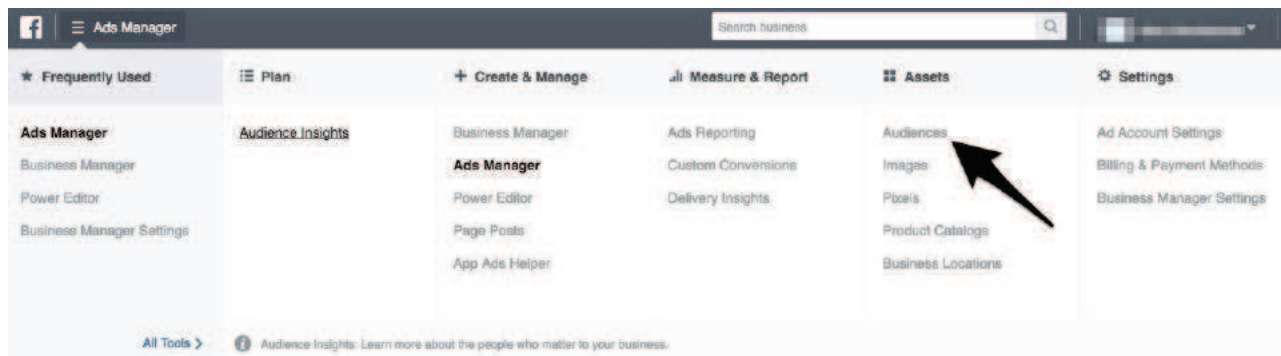 f
Ads Manager
Search business
Frequently Used
Plan
Create & Manage
Measure & Report
Assets
Settings
Ads Manager
Business Manager
Power Editor
Business Manager Settings
All Tools
Audience Insights
Business Manager
Ads Manager
Power Editor
Page Posts
App Ads Helper
Ads Reporting
Custom Conversions
Delivery Insights
Audiences
Images
Pixels
Product Catalogs
Business Locations
Ad Account Settings
Billing & Payment Methods
Business Manager Settings
Audience Insights: Learn more about the people who matter to your business.